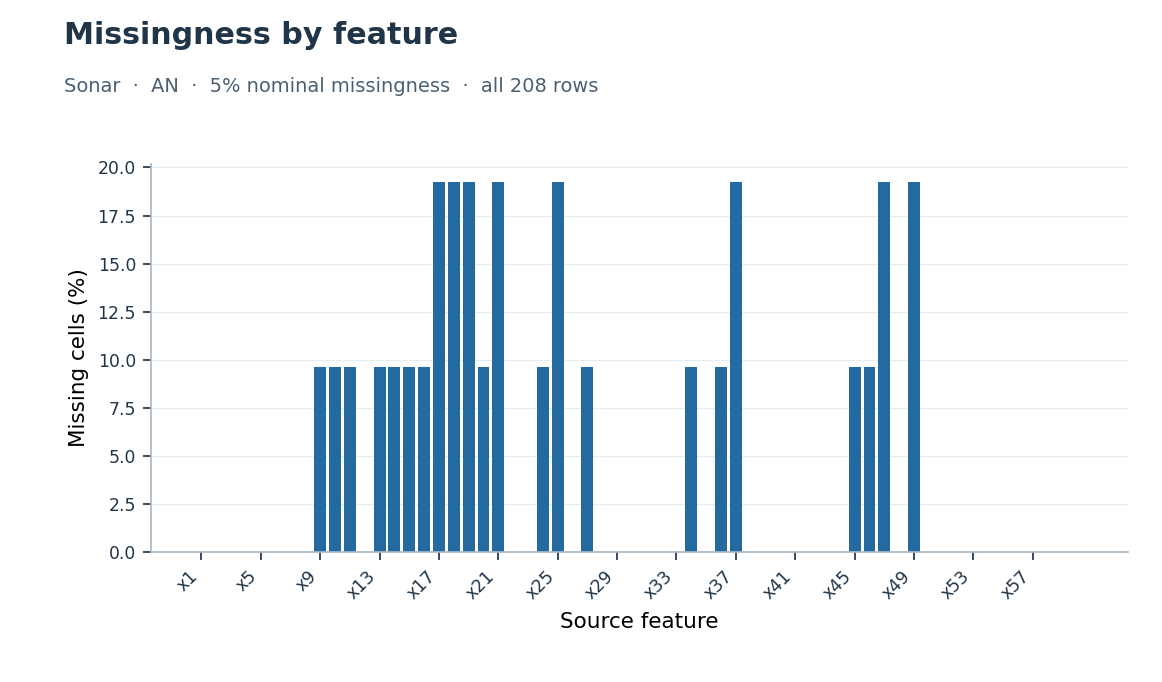 Missingness by feature
Sonar · AN · 5% nominal missingness · all 208 rows
20.0
17.5
15.0
12.5
10.0
7.5
5.0
2.5
0.0
Missing cells (%)
x1 x5 x9 x13 x17 x21 x25 x29 x33 x37 x41 x45 x49 x53 x57
Source feature